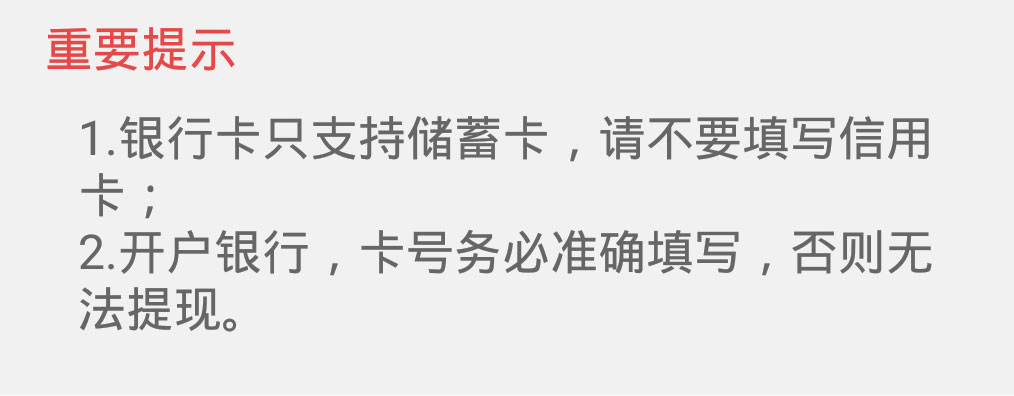 重要提示
1.银行卡只支持储蓄卡，请不要填写信用
卡；
2.开户银行，卡号务必准确填写，否则无
法提现。